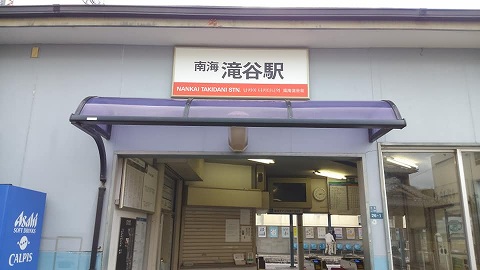 南海 滝谷駅
NANKAI TAKIDANI STN.
Asahi
SOFT DRINKS
CALPIS